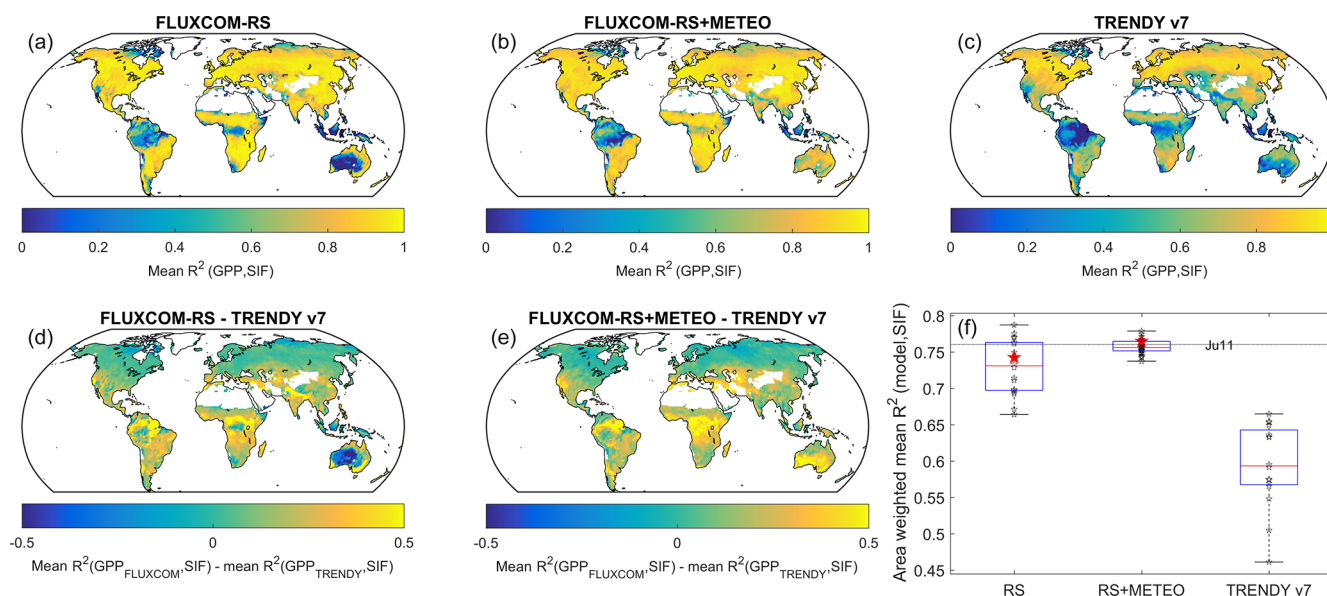 FLUXCOM-RS
(a)
0 0.2 0.4 0.6 0.8 1
Mean R2 (GPP,SIF)
FLUXCOM-RS+METEO
(b)
0 0.2 0.4 0.6 0.8 1
Mean R2 (GPP,SIF)
TRENDY v7
(c)
0 0.2 0.4 0.6 0.8
Mean R2 (GPP,SIF)
FLUXCOM-RS - TRENDY v7
(d)
-0.5 0 0.5
Mean R2(GPPFLUXCOM,SIF) - mean R2(GPPTRENDY,SIF)
FLUXCOM-RS+METEO - TRENDY v7
(e)
-0.5 0 0.5
Mean R2(GPPFLUXCOM,SIF) - mean R2(GPPTRENDY,SIF)
(f)
Area weighted mean R2 (model,SIF)
0.8
0.75
0.7
0.65
0.6
0.55
0.5
0.45
Ju11
RS RS+METEO TRENDY v7